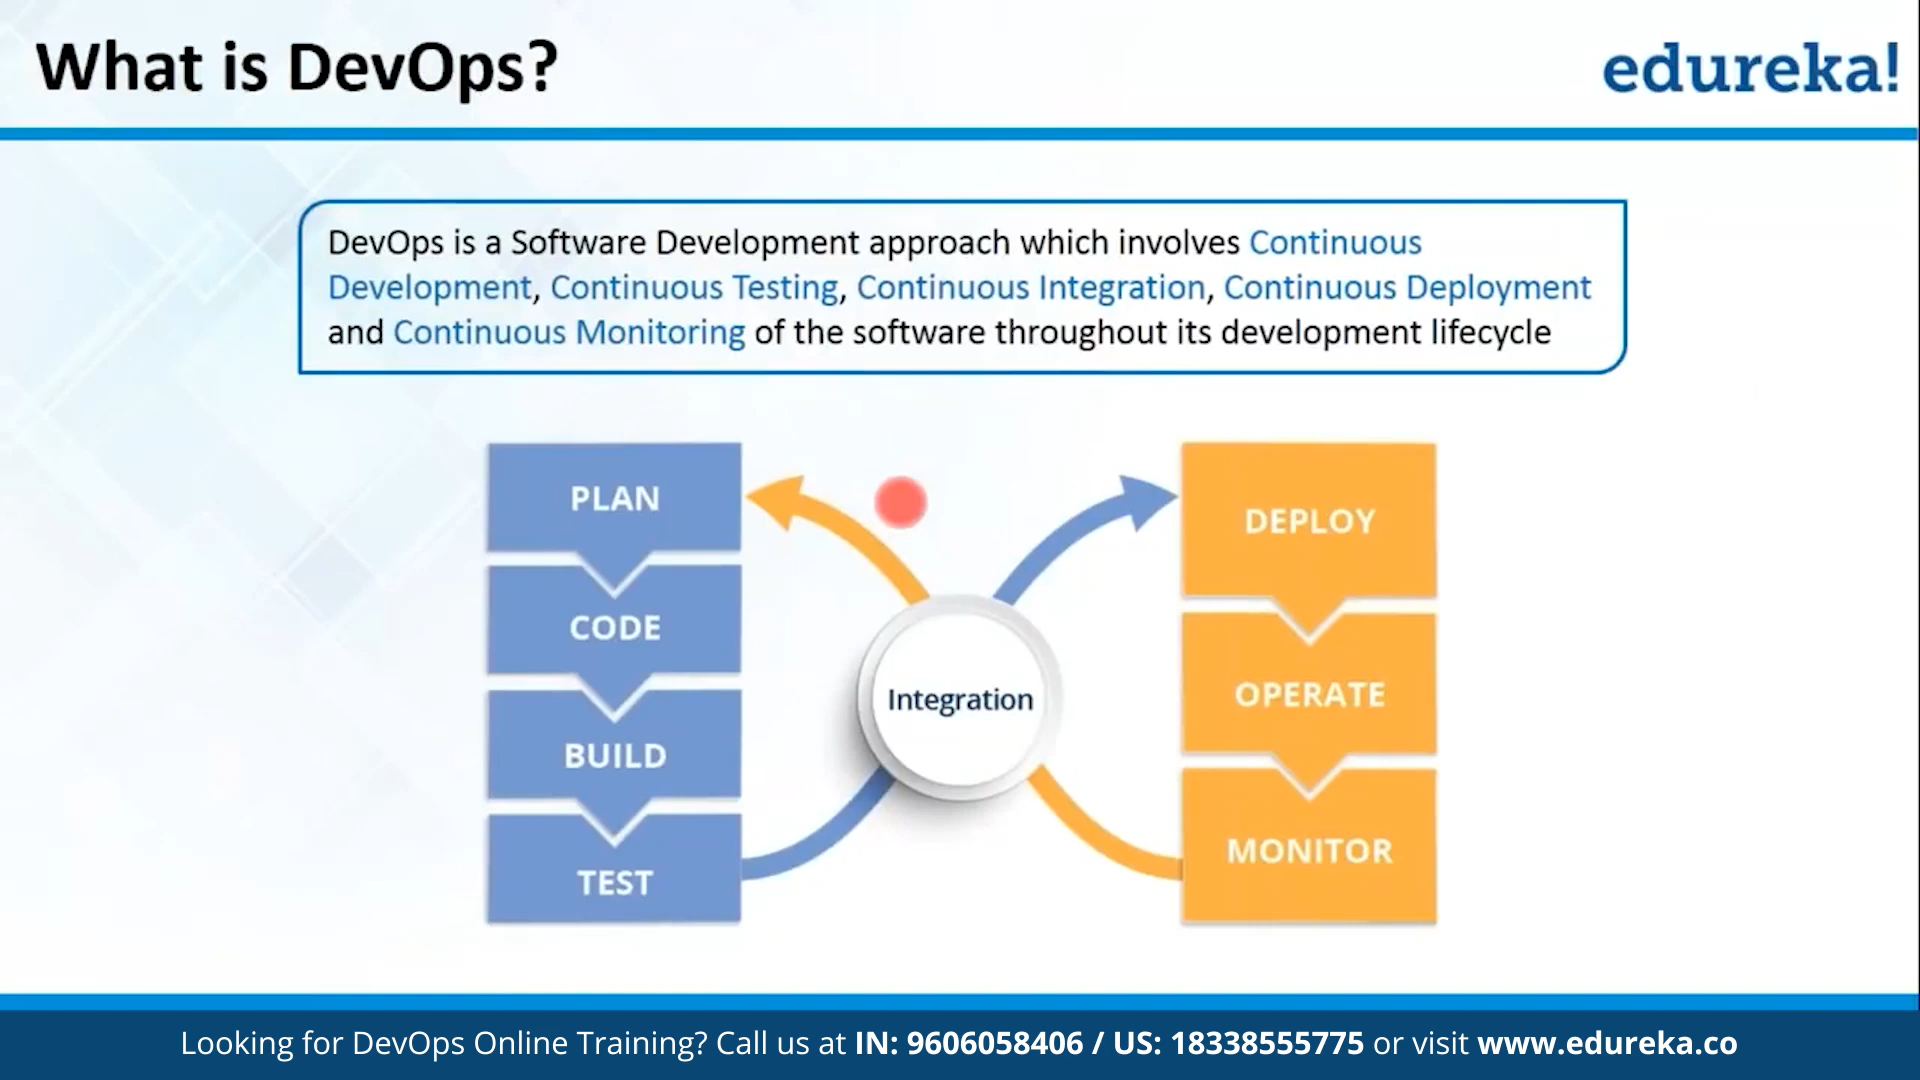 What is DevOps?
edureka!
DevOps is a Software Development approach which involves Continuous
Development, Continuous Testing, Continuous Integration, Continuous Deployment
and Continuous Monitoring of the software throughout its development lifecycle
PLAN
CODE
BUILD
TEST
Integration
DEPLOY
OPERATE
MONITOR
Looking for DevOps Online Training? Call us at IN: 9606058406 / US: 18338555775 or visit www.edureka.co